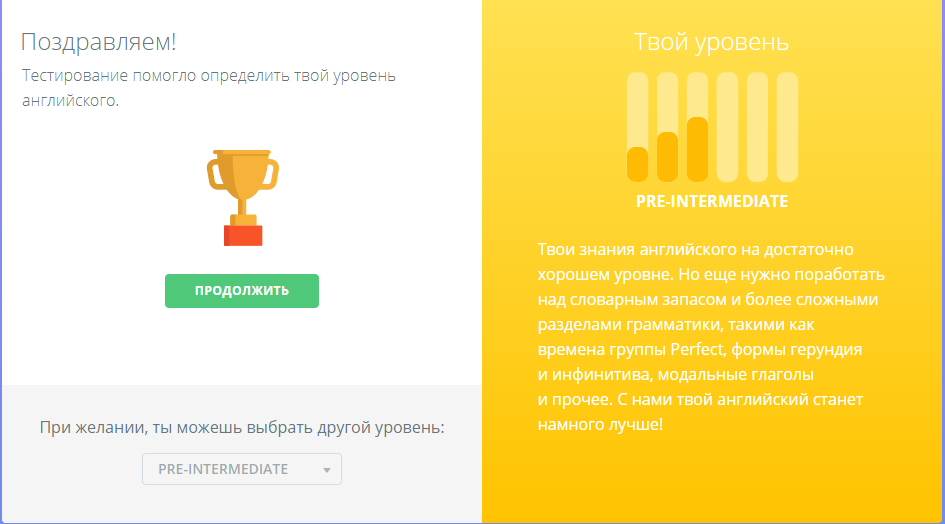 Поздравляем!
Тестирование помогло определить твой уровень
английского.
ПРОДОЛЖИТЬ
При желании, ты можешь выбрать другой уровень:
PRE-INTERMEDIATE
Твой уровень
PRE-INTERMEDIATE
Твои знания английского на достаточно
хорошем уровне. Но еще нужно поработать
над словарным запасом и более сложными
разделами грамматики, такими как
времена группы Perfect, формы герундия
и инфинитива, модальные глаголы
и прочее. С нами твой английский станет
намного лучше!